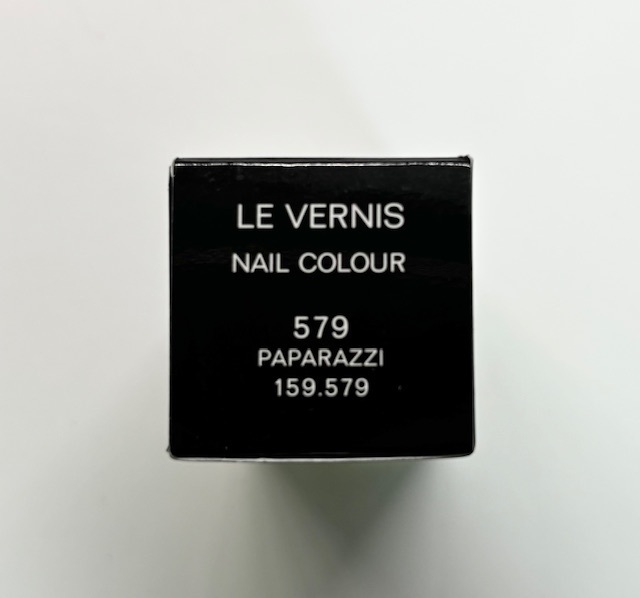 LE VERNIS
NAIL COLOUR
579
PAPARAZZI
159.579